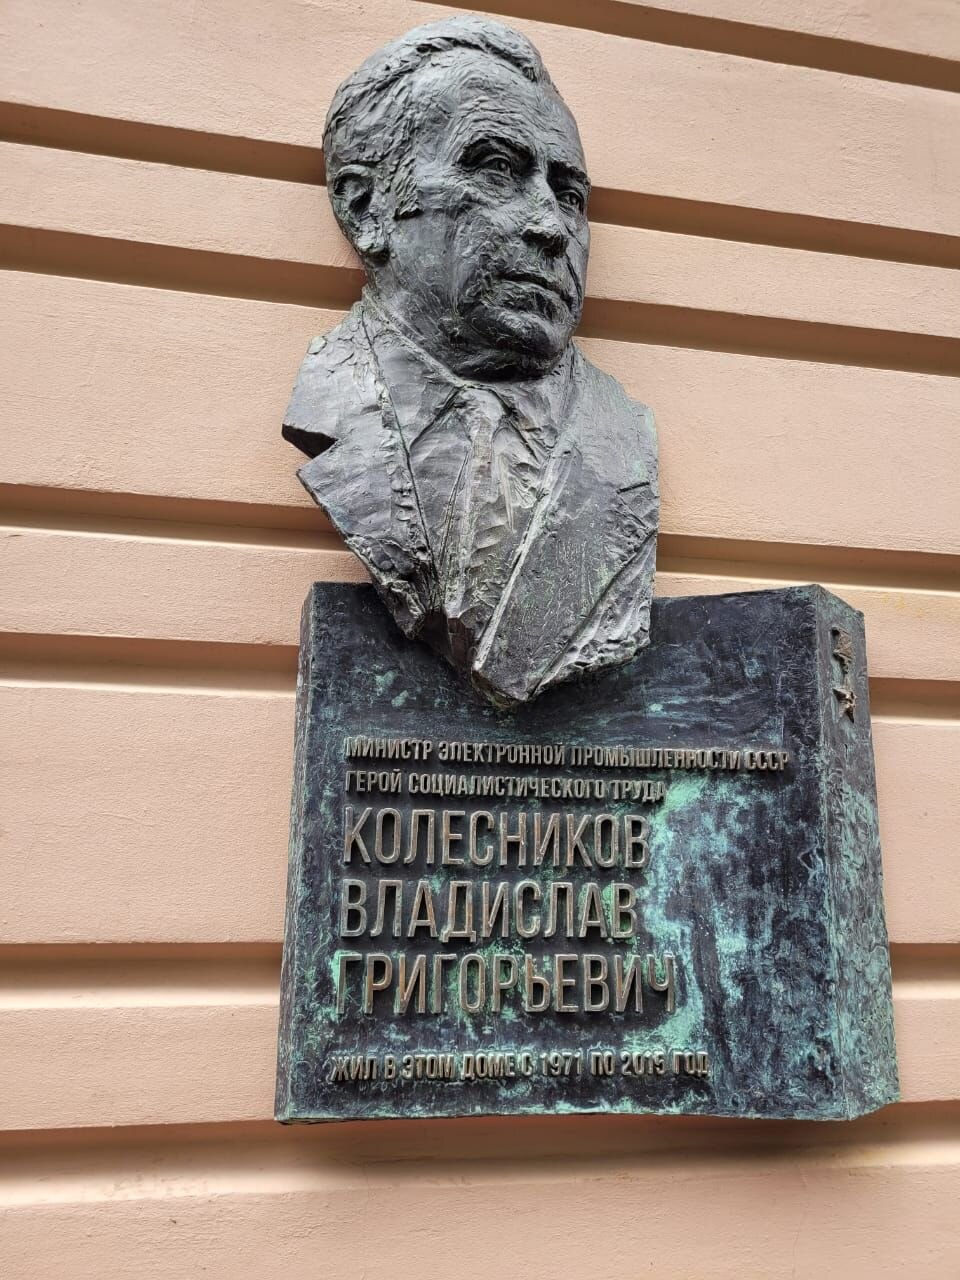 МИНИСТР ЭЛЕКТРОННОЙ ПРОМЫШЛЕННОСТИ СССР
ГЕРОЙ СОЦИАЛИСТИЧЕСКОГО ТРУДА
КОЛЕСНИКОВ
ВЛАДИСЛАВ
ГРИГОРЬЕВИЧ
ЖИЛ В ЭТОМ ДОМЕ С 1971 ПО 2015 ГОД